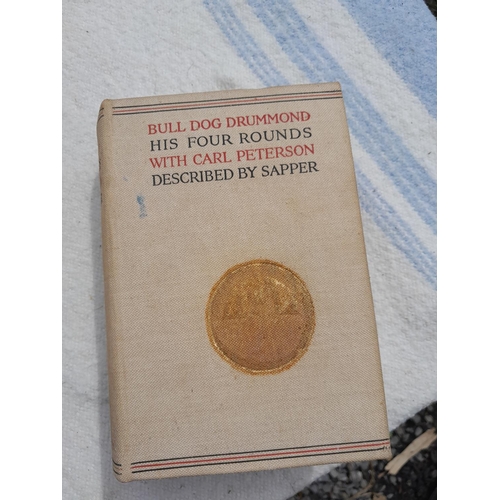 BULL DOG DRUMMOND
HIS FOUR ROUNDS
WITH CARL PETERSON
DESCRIBED BY SAPPER